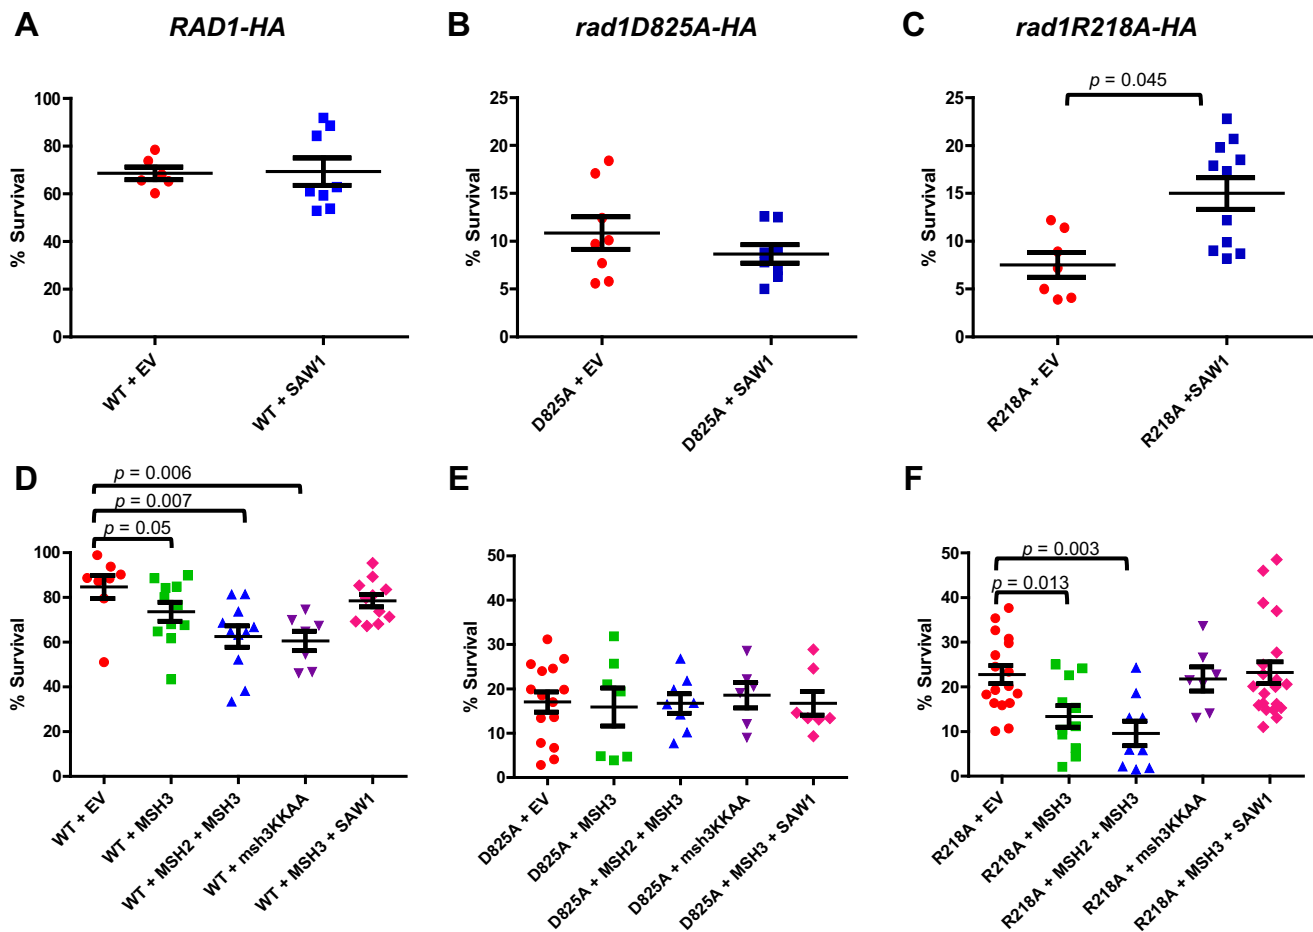 A RAD1-HA
B rad1D825A-HA
C rad1R218A-HA
% Survival
100
80
60
40
20
0
WT + EV
WT + SAW1
% Survival
25
20
15
10
5
0
D825A + EV
D825A + SAW1
p = 0.045
% Survival
25
20
15
10
5
0
R218A + EV
R218A +SAW1
D
p = 0.006
p = 0.007
p = 0.05
% Survival
100
80
60
40
20
0
WT + EV
WT + MSH3
WT + MSH2 + MSH3
WT + msh3KKAA
WT + MSH3 + SAW1
E
% Survival
50
40
30
20
10
0
D825A + EV
D825A + MSH3
D825A + MSH2 + MSH3
D825A + msh3KKAA
D825A + MSH3 + SAW1
F
p = 0.003
p = 0.013
% Survival
50
40
30
20
10
0
R218A + EV
R218A + MSH3
R218A + MSH2 + MSH3
R218A + msh3KKAA
R218A + MSH3 + SAW1